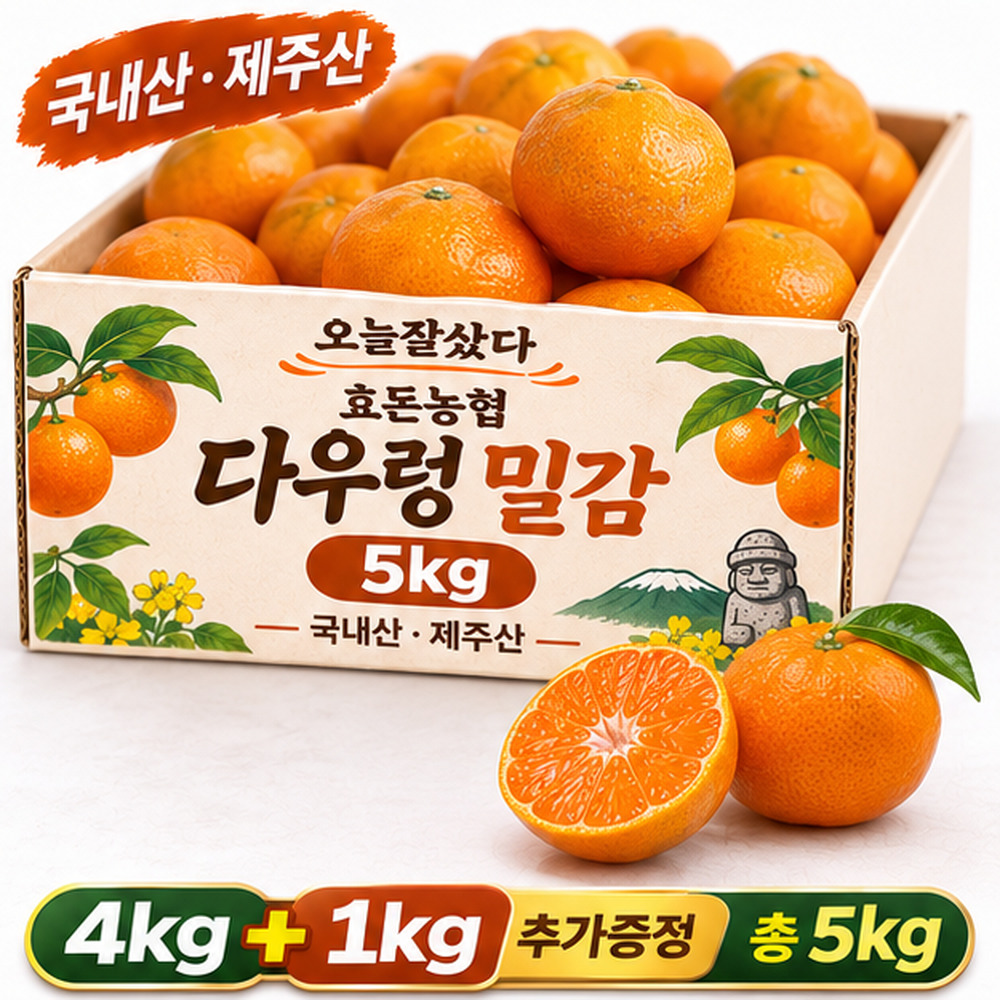 국내산 · 제주산
오늘잘샀다
효돈농협
다우렁 밀감
5kg
국내산 · 제주산
4kg + 1kg 추가증정 총 5kg